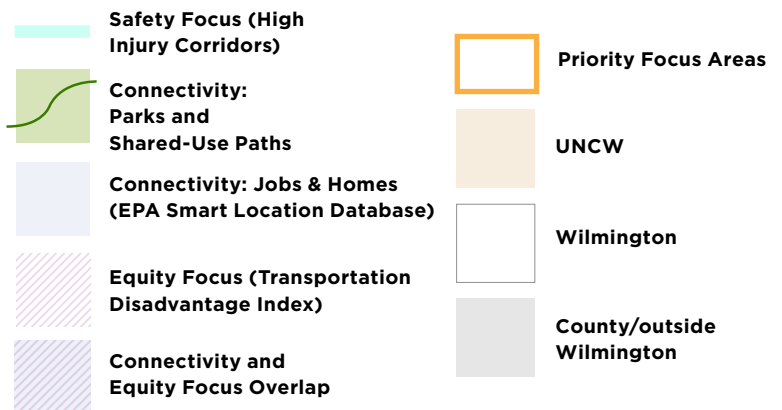 Safety Focus (High
Injury Corridors)
Connectivity:
Parks and
Shared-Use Paths
Connectivity: Jobs & Homes
(EPA Smart Location Database)
Equity Focus (Transportation
Disadvantage Index)
Connectivity and
Equity Focus Overlap
Priority Focus Areas
UNCW
Wilmington
County/outside
Wilmington